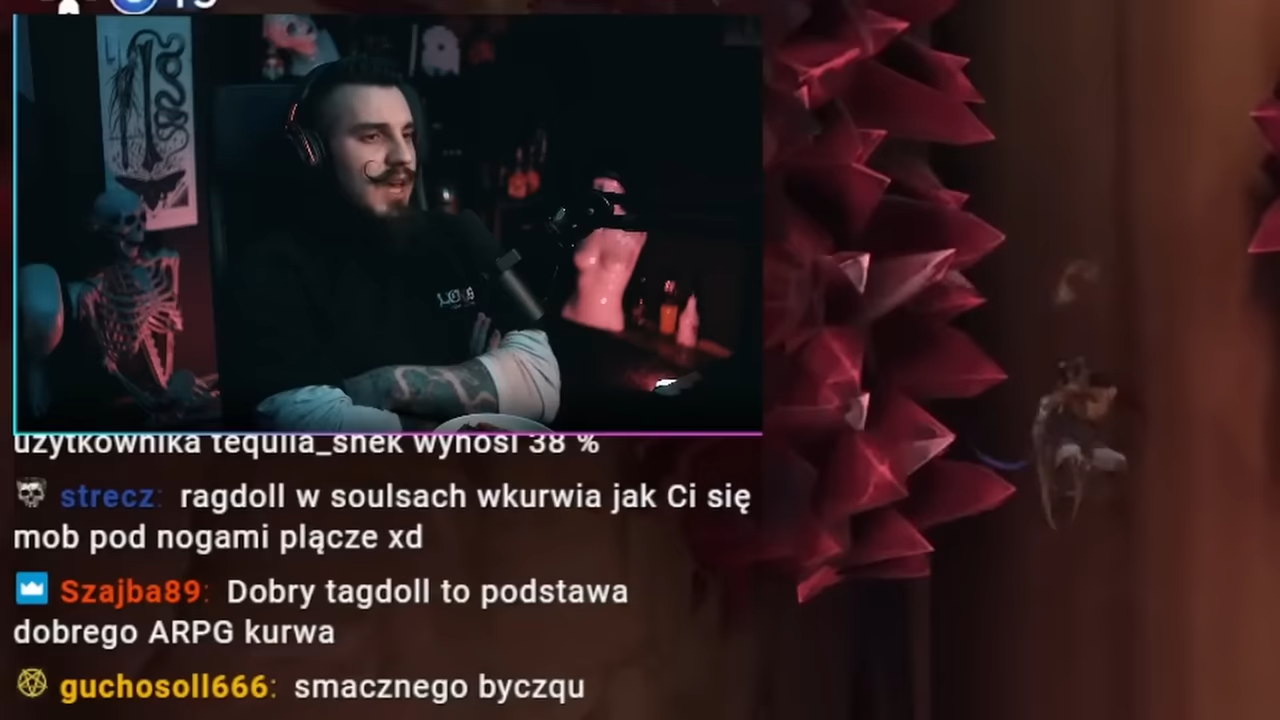 użytkownika tequila_snek wynosi 38 %
strecz: ragdoll w soulsach wkurwia jak Ci się
mob pod nogami plącze xd
Szajba89: Dobry tagdoll to podstawa
dobrego ARPG kurwa
guchosoll666: smacznego byczqu